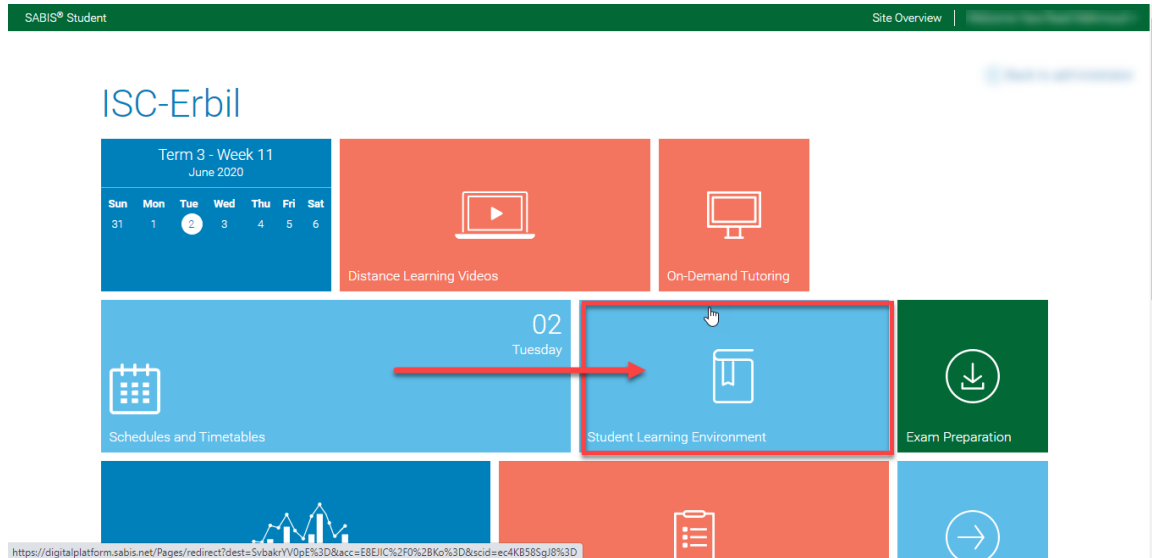 SABIS® Student
Site Overview
ISC-Erbil
Term 3 - Week 11
June 2020
Sun Mon Tue Wed Thu Fri Sat
31 1 2 3 4 5 6
Distance Learning Videos
On-Demand Tutoring
02
Tuesday
Schedules and Timetables
Student Learning Environment
Exam Preparation
https://digitalplatform.sabis.net/Pages/redirect?dest=SvbakrYV0pE%3D&acc=E8EJIC%2F0%2BKo%3D&scid=ec4KB58SgJ8%3D